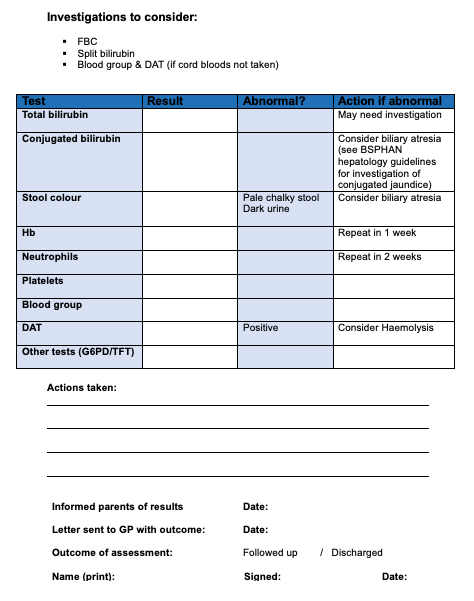 Investigations to consider:
▪ FBC
▪ Split bilirubin
▪ Blood group & DAT (if cord bloods not taken)
Test Result Abnormal? Action if abnormal
Total bilirubin May need investigation
Conjugated bilirubin Consider biliary atresia
(see BSPHAN
hepatology guidelines
for investigation of
conjugated jaundice)
Stool colour Pale chalky stool Consider biliary atresia
Dark urine
Hb Repeat in 1 week
Neutrophils Repeat in 2 weeks
Platelets
Blood group
DAT Positive Consider Haemolysis
Other tests (G6PD/TFT)
Actions taken:
Informed parents of results Date:
Letter sent to GP with outcome: Date:
Outcome of assessment: Followed up / Discharged
Name (print): Signed: Date: